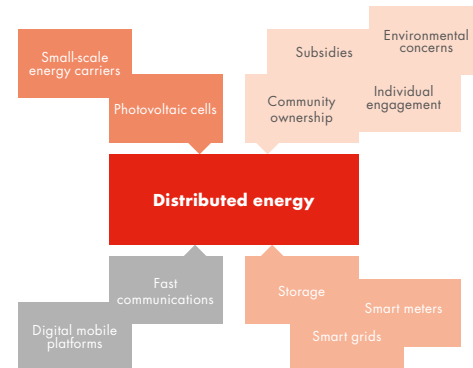 Small-scale
energy carriers
Photovoltaic cells
Subsidies
Environmental
concerns
Community
ownership
Individual
engagement
Distributed energy
Fast
communications
Digital mobile
platforms
Storage
Smart meters
Smart grids